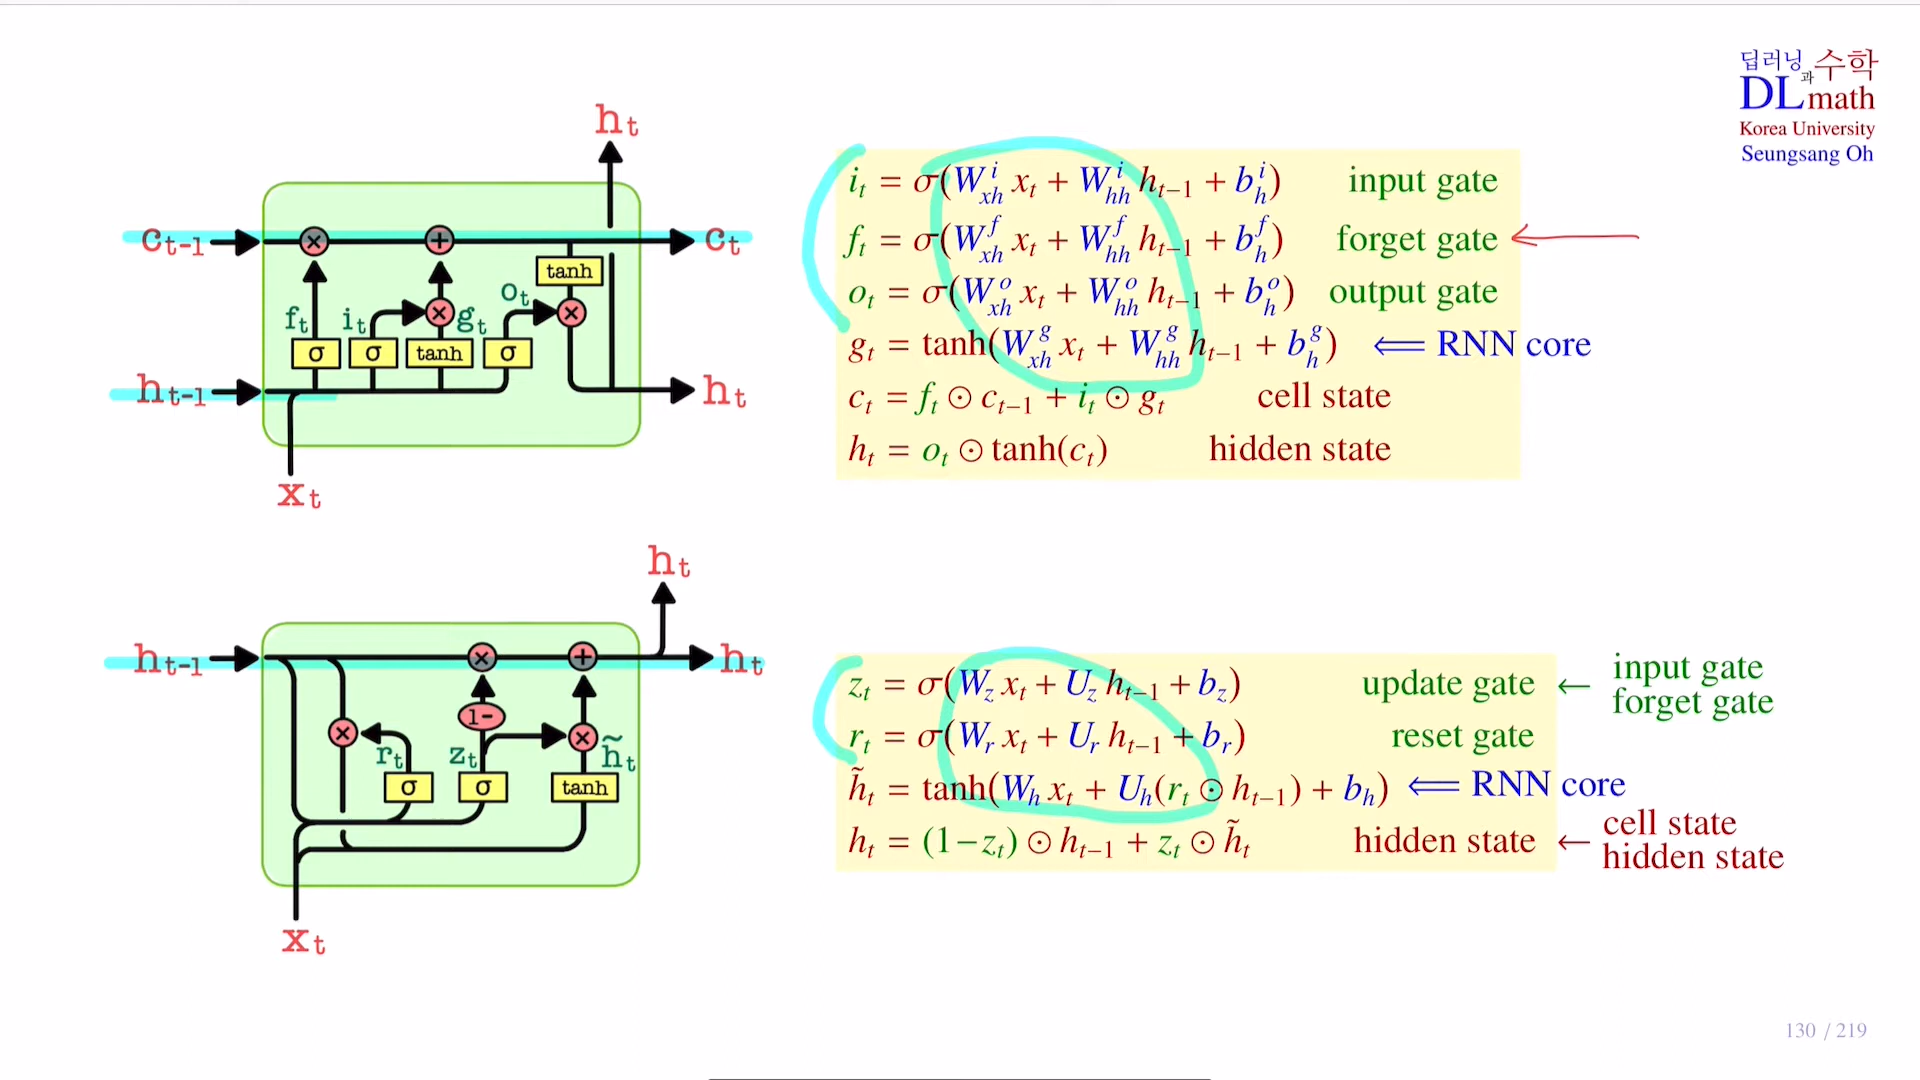 딥러닝과 수학
DL math
Korea University
Seungsang Oh
h_t
c_{t-1}
c_t
tanh
f_t i_t g_t o_t
σ σ tanh σ
h_{t-1}
h_t
x_t
i_t = σ(W^i_{xh} x_t + W^i_{hh} h_{t−1} + b^i_h) input gate
f_t = σ(W^f_{xh} x_t + W^f_{hh} h_{t−1} + b^f_h) forget gate
o_t = σ(W^o_{xh} x_t + W^o_{hh} h_{t−1} + b^o_h) output gate
g_t = tanh(W^g_{xh} x_t + W^g_{hh} h_{t−1} + b^g_h) ⟸ RNN core
c_t = f_t ⊙ c_{t−1} + i_t ⊙ g_t cell state
h_t = o_t ⊙ tanh(c_t) hidden state
h_t
h_{t-1}
h_t
1-
r_t z_t h̃_t
σ σ tanh
x_t
z_t = σ(W_z x_t + U_z h_{t−1} + b_z) update gate ← input gate
forget gate
r_t = σ(W_r x_t + U_r h_{t−1} + b_r) reset gate
h̃_t = tanh(W_h x_t + U_h(r_t ⊙ h_{t−1}) + b_h) ⟸ RNN core
h_t = (1−z_t) ⊙ h_{t−1} + z_t ⊙ h̃_t hidden state ← cell state
hidden state
130 / 219